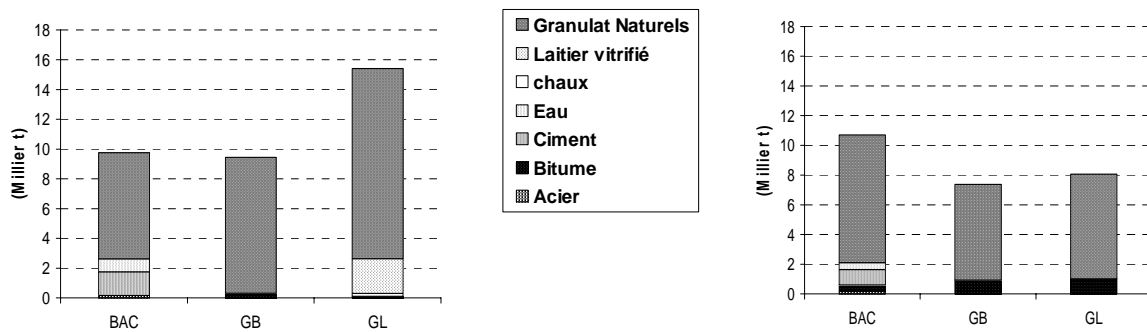 (Millier t)
18
16
14
12
10
8
6
4
2
0
BAC GB GL
Granulat Naturels
Laitier vitrifié
chaux
Eau
Ciment
Bitume
Acier
(Millier t)
18
16
14
12
10
8
6
4
2
0
BAC GB GL